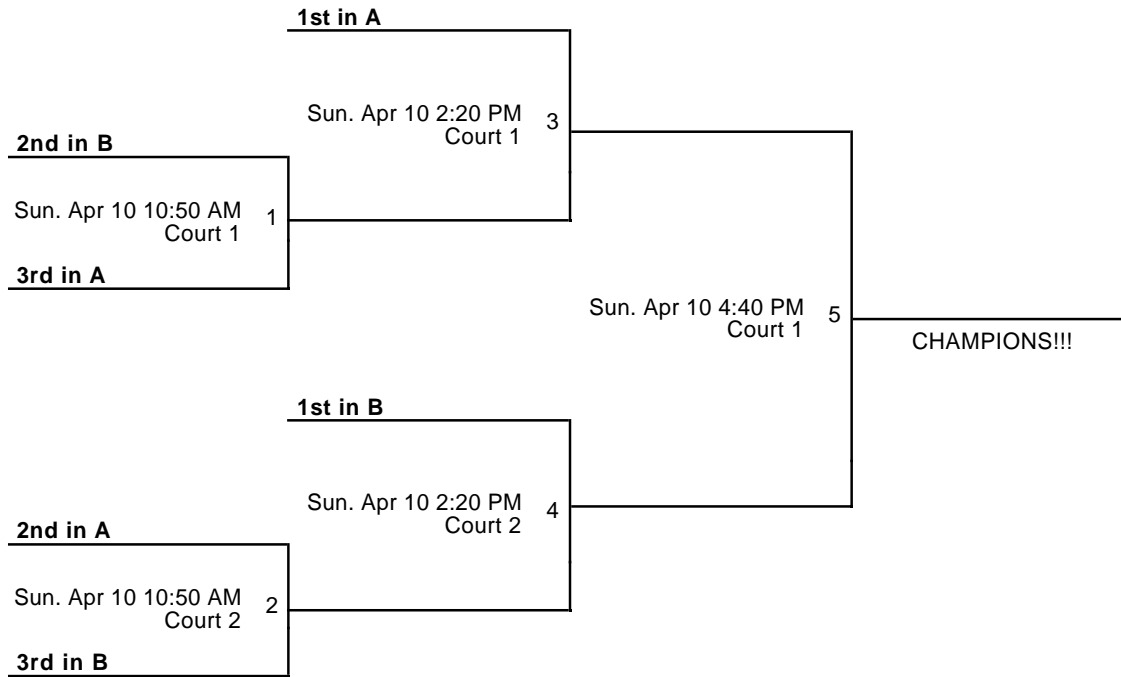 1st in A
Sun. Apr 10 2:20 PM
Court 1
3
2nd in B
Sun. Apr 10 10:50 AM
Court 1
1
3rd in A
Sun. Apr 10 4:40 PM
Court 1
5
CHAMPIONS!!!
1st in B
Sun. Apr 10 2:20 PM
Court 2
4
2nd in A
Sun. Apr 10 10:50 AM
Court 2
2
3rd in B